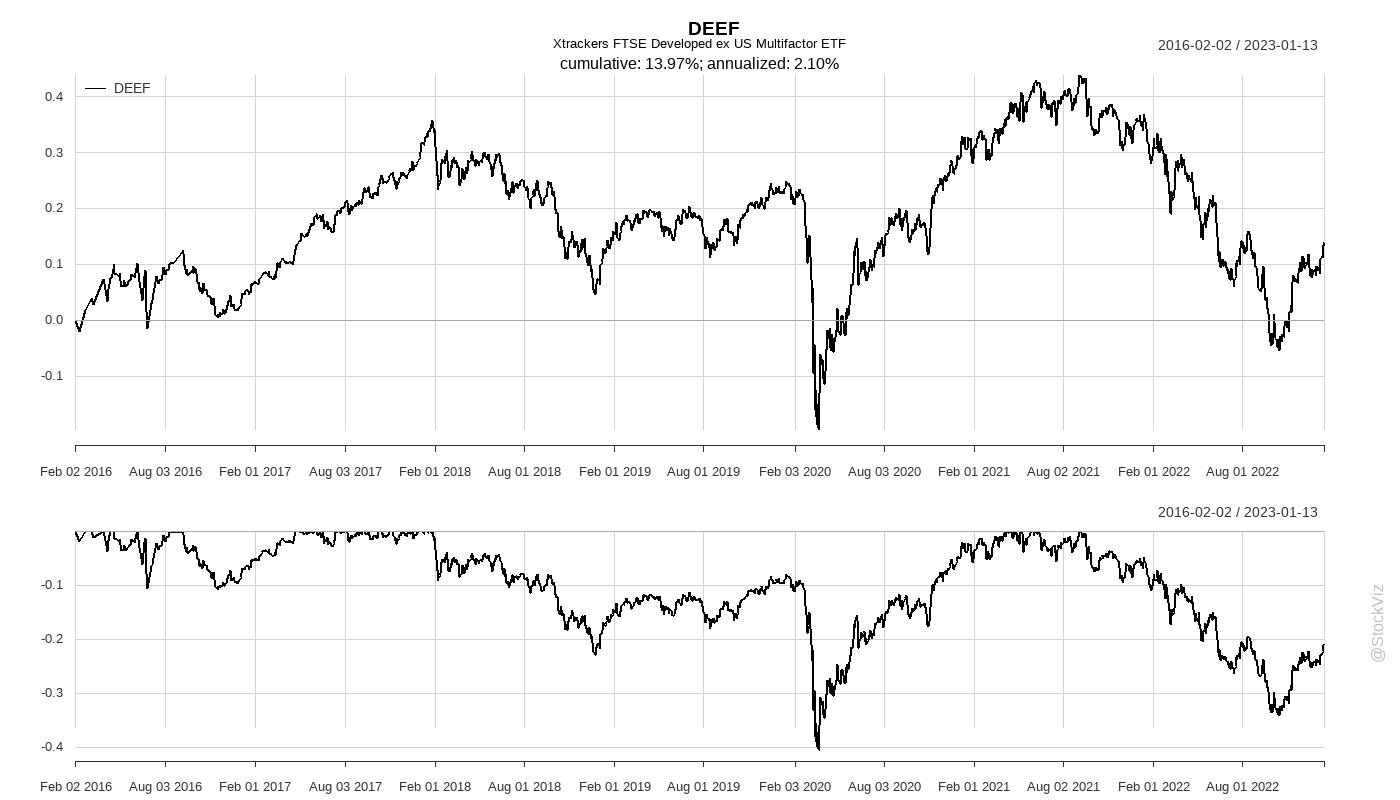 DEEF
Xtrackers FTSE Developed ex US Multifactor ETF
cumulative: 13.97%; annualized: 2.10%
2016-02-02 / 2023-01-13
DEEF
0.4
0.3
0.2
0.1
0.0
-0.1
Feb 02 2016 Aug 03 2016 Feb 01 2017 Aug 03 2017 Feb 01 2018 Aug 01 2018 Feb 01 2019 Aug 01 2019 Feb 03 2020 Aug 03 2020 Feb 01 2021 Aug 02 2021 Feb 01 2022 Aug 01 2022
2016-02-02 / 2023-01-13
-0.1
-0.2
-0.3
-0.4
Feb 02 2016 Aug 03 2016 Feb 01 2017 Aug 03 2017 Feb 01 2018 Aug 01 2018 Feb 01 2019 Aug 01 2019 Feb 03 2020 Aug 03 2020 Feb 01 2021 Aug 02 2021 Feb 01 2022 Aug 01 2022
@StockViz